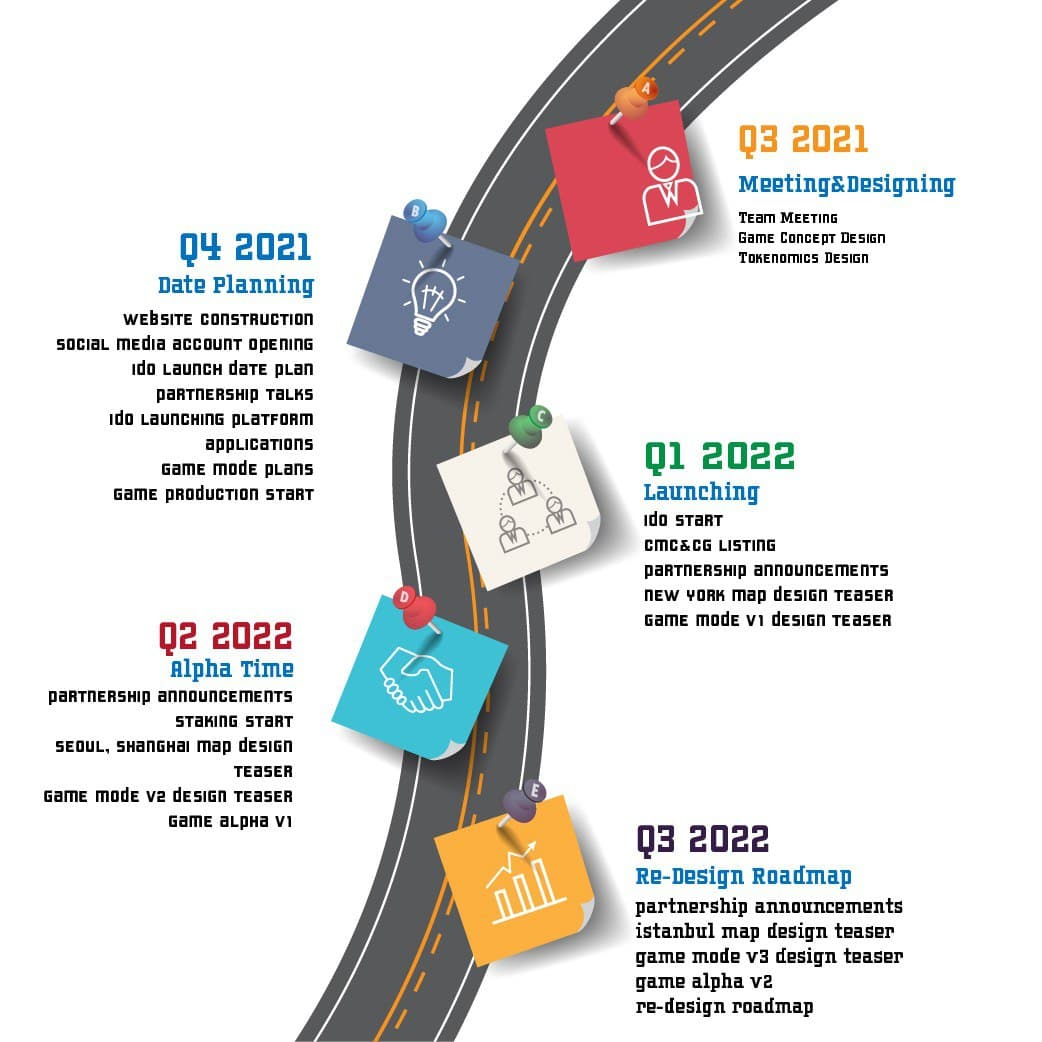 A
Q3 2021
Meeting&Designing
Team Meeting
Game Concept Design
Tokenomics Design
B
Q4 2021
Date Planning
website construction
social media account opening
ido launch date plan
partnership talks
ido launching platform
applications
game mode plans
game production start
C
Q1 2022
Launching
ido start
cmc&cg listing
partnership announcements
new york map design teaser
game mode v1 design teaser
D
Q2 2022
Alpha Time
partnership announcements
staking start
seoul, shanghai map design
teaser
game mode v2 design teaser
game alpha v1
E
Q3 2022
Re-Design Roadmap
partnership announcements
istanbul map design teaser
game mode v3 design teaser
game alpha v2
re-design roadmap